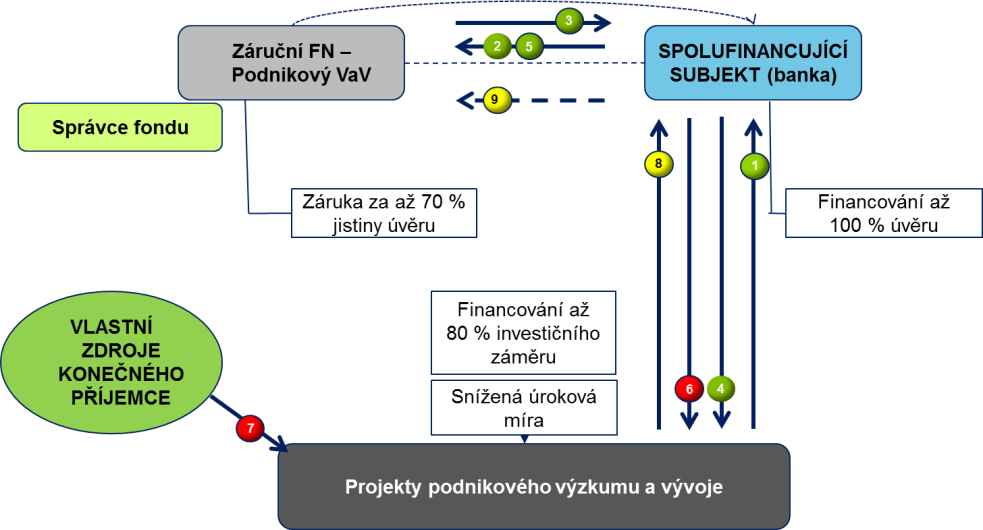 3
Záruční FN –
Podnikový VaV
2
5
SPOLUFINANCUJÍCÍ
SUBJEKT (banka)
9
Správce fondu
8
1
Záruka za až 70 %
jistiny úvěru
Financování až
100 % úvěru
Financování až
80 % investičního
záměru
VLASTNÍ
ZDROJE
KONEČNÉHO
PŘÍJEMCE
6
4
Snížená úroková
míra
7
Projekty podnikového výzkumu a vývoje